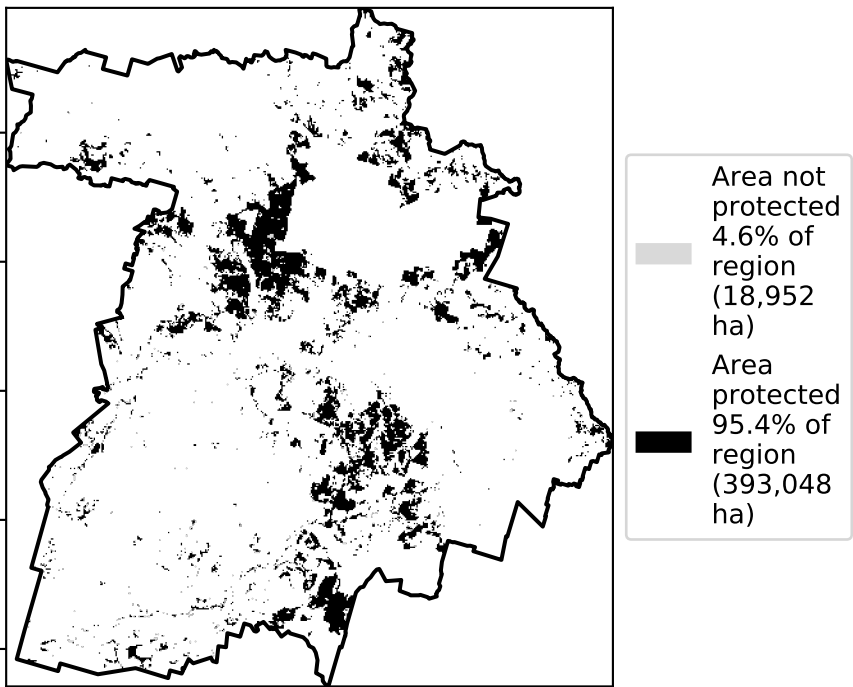 Area not
protected
4.6% of
region
(18,952
ha)
Area
protected
95.4% of
region
(393,048
ha)